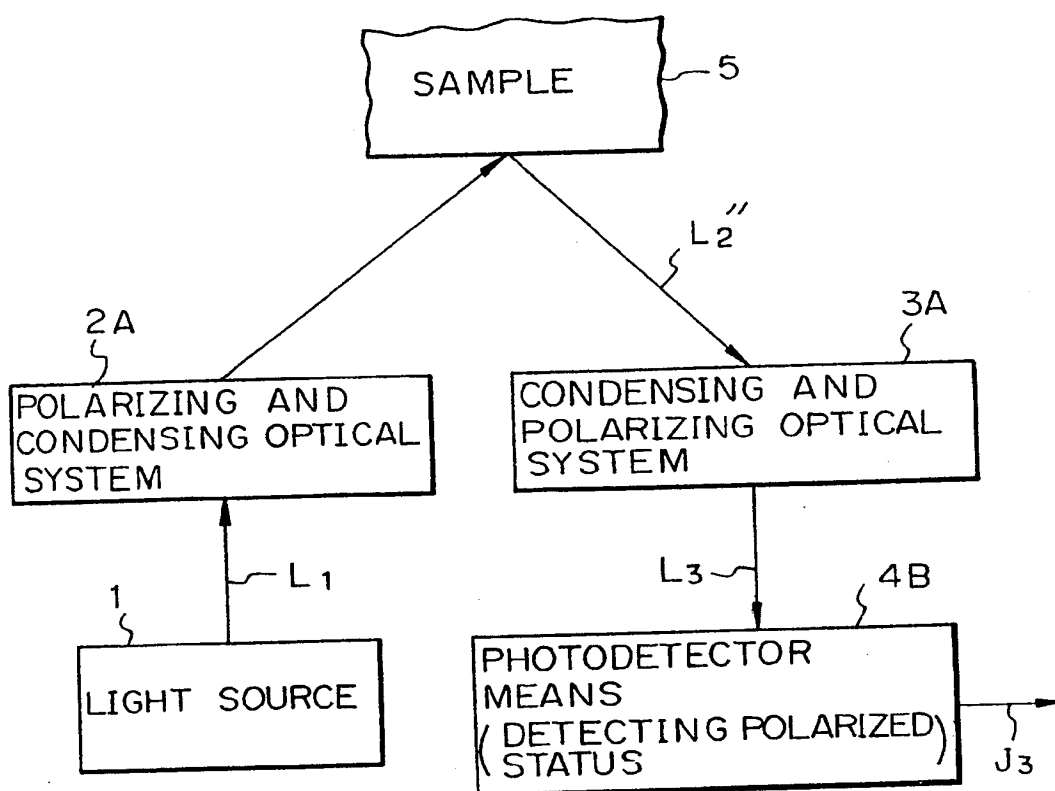 SAMPLE
5
L2″
2A
3A
POLARIZING AND
CONDENSING OPTICAL
SYSTEM
CONDENSING AND
POLARIZING OPTICAL
SYSTEM
L1
L3
1
4B
LIGHT SOURCE
PHOTODETECTOR
MEANS
(DETECTING POLARIZED
STATUS)
J3